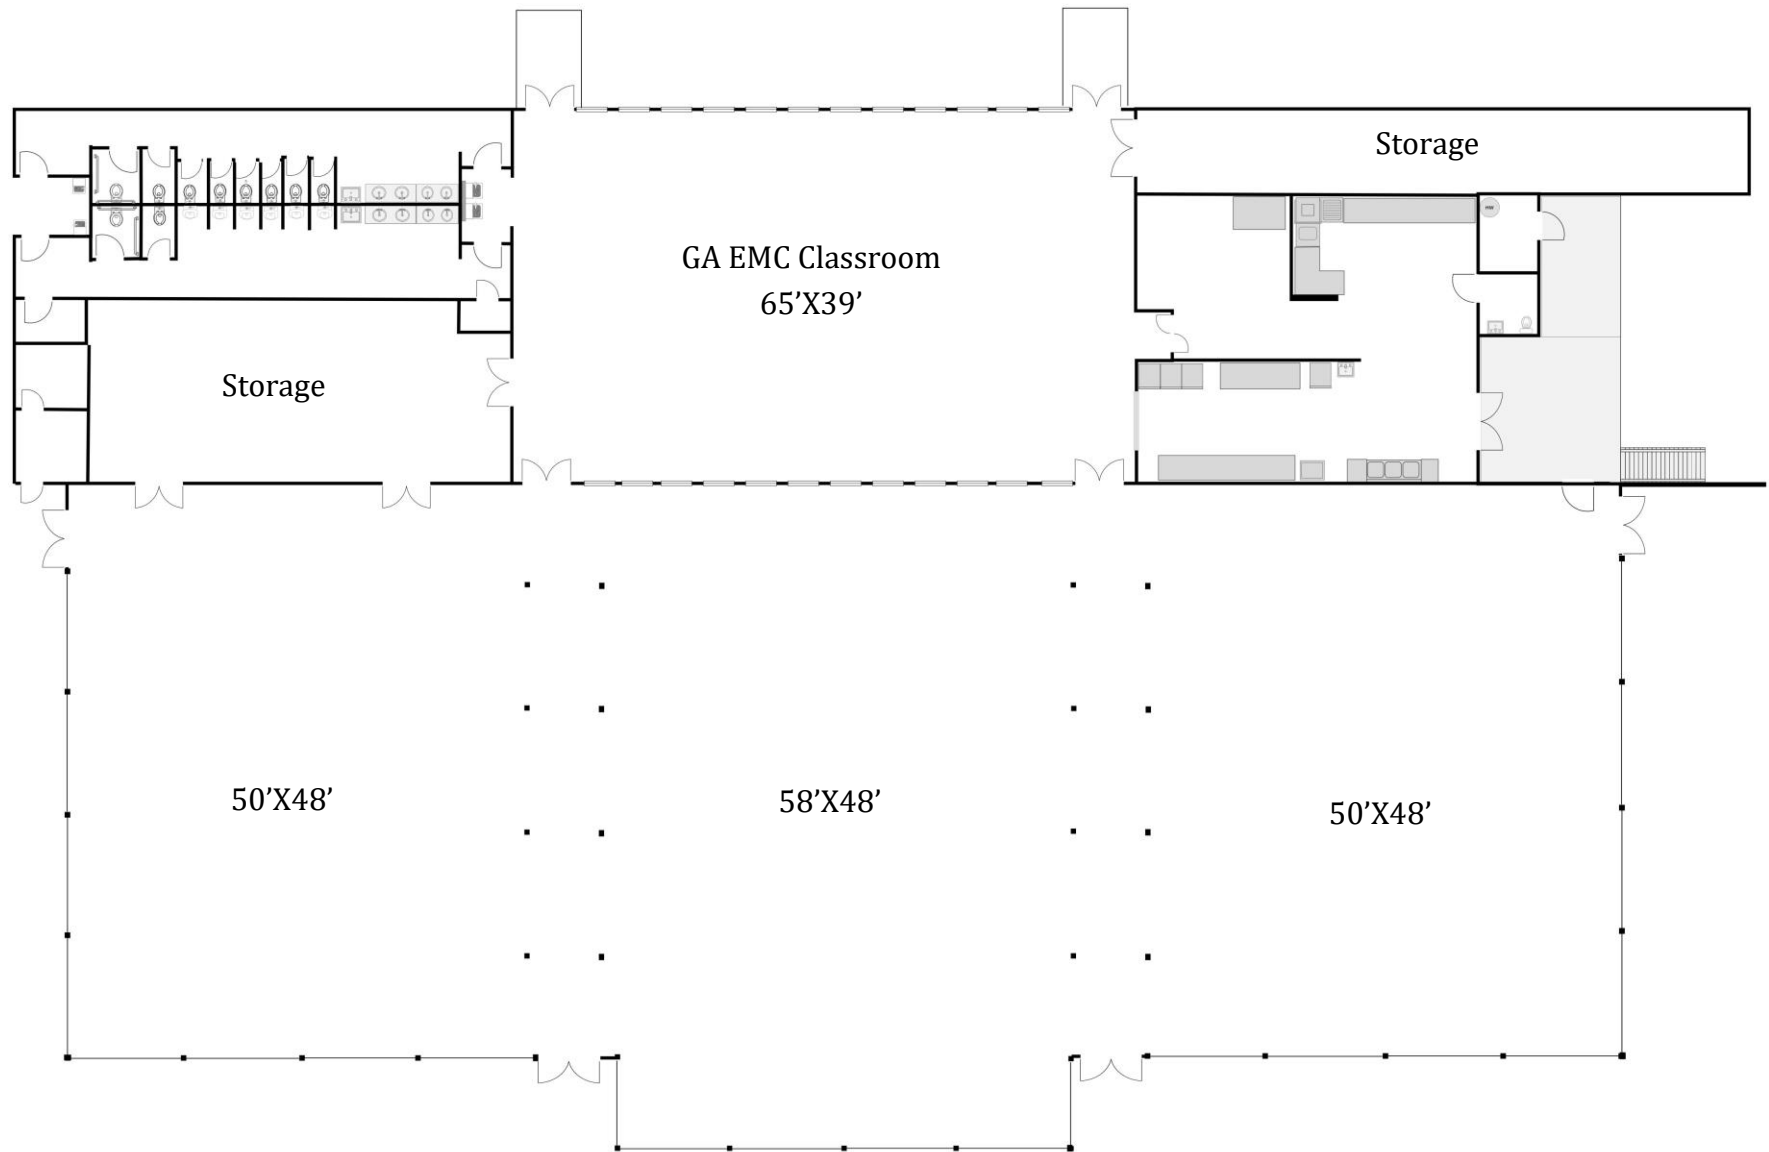 Storage
GA EMC Classroom
65’X39’
Storage
50’X48’
58’X48’
50’X48’